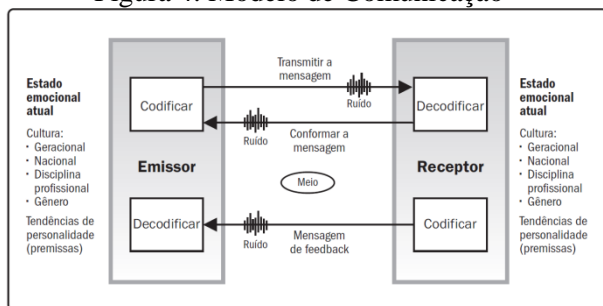 Figura 4: Modelo de Comunicação
Estado
emocional
atual
Cultura:
• Geracional
• Nacional
• Disciplina
profissional
• Gênero
Tendências de
personalidade
(premissas)
Codificar
Emissor
Decodificar
Transmitir a
mensagem
Ruído
Conformar a
mensagem
Ruído
Meio
Ruído
Mensagem
de feedback
Decodificar
Receptor
Codificar
Estado
emocional
atual
Cultura:
• Geracional
• Nacional
• Disciplina
profissional
• Gênero
Tendências de
personalidade
(premissas)